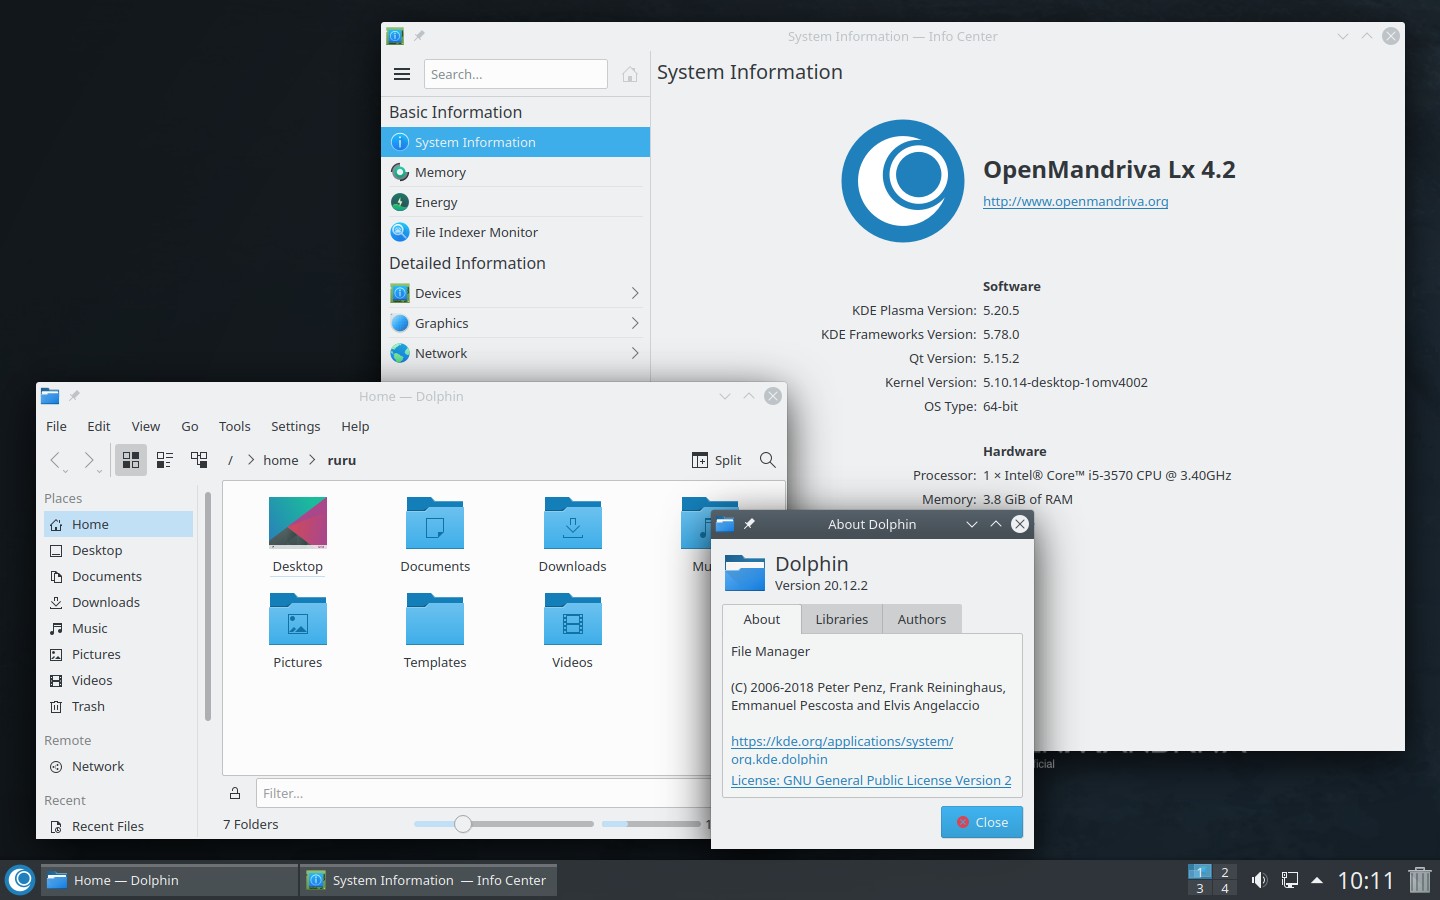 System Information — Info Center
Search...
System Information
Basic Information
System Information
Memory
Energy
File Indexer Monitor
Detailed Information
Devices
Graphics
Network
OpenMandriva Lx 4.2
http://www.openmandriva.org
Software
KDE Plasma Version: 5.20.5
KDE Frameworks Version: 5.78.0
Qt Version: 5.15.2
Kernel Version: 5.10.14-desktop-1omv4002
OS Type: 64-bit
Hardware
Processor: 1 × Intel® Core™ i5-3570 CPU @ 3.40GHz
Memory: 3.8 GiB of RAM
Home — Dolphin
File Edit View Go Tools Settings Help
/ > home > ruru
Split
Places
Home
Desktop
Documents
Downloads
Music
Pictures
Videos
Trash
Remote
Network
Recent
Recent Files
Desktop Documents Downloads Mu
Pictures Templates Videos
Filter...
7 Folders
1
About Dolphin
Dolphin
Version 20.12.2
About Libraries Authors
File Manager
(C) 2006-2018 Peter Penz, Frank Reininghaus,
Emmanuel Pescosta and Elvis Angelaccio
https://kde.org/applications/system/
org.kde.dolphin
License: GNU General Public License Version 2
Close
icial
Home — Dolphin
System Information — Info Center
1 2
3 4
10:11